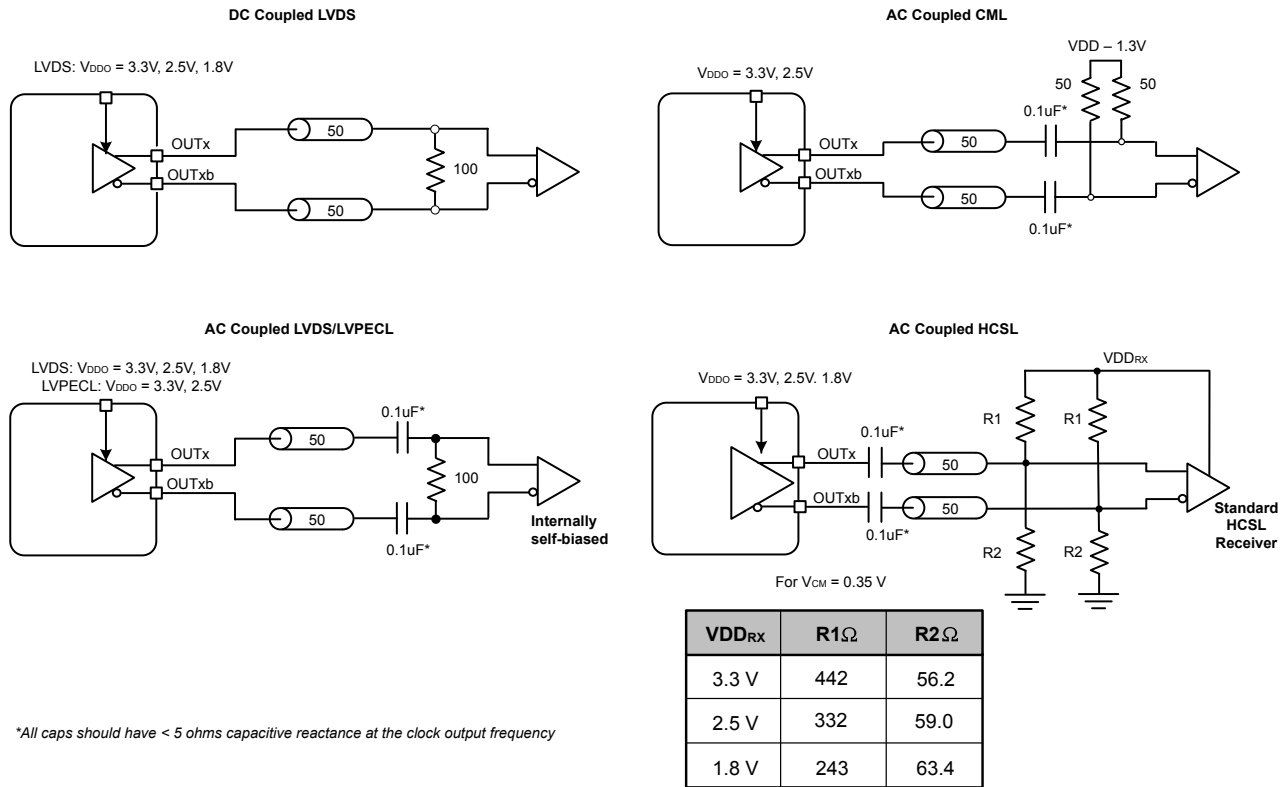 DC Coupled LVDS
LVDS: VDDO = 3.3V, 2.5V, 1.8V
OUTx
OUTxb
50
50
100
AC Coupled CML
VDD – 1.3V
VDDO = 3.3V, 2.5V
50
50
0.1uF*
OUTx
OUTxb
50
50
0.1uF*
AC Coupled LVDS/LVPECL
LVDS: VDDO = 3.3V, 2.5V, 1.8V
LVPECL: VDDO = 3.3V, 2.5V
0.1uF*
OUTx
OUTxb
50
50
100
0.1uF*
Internally
self-biased
AC Coupled HCSL
VDDRX
VDDO = 3.3V, 2.5V. 1.8V
R1
R1
0.1uF*
OUTx
OUTxb
50
50
0.1uF*
R2
R2
Standard
HCSL
Receiver
For VCM = 0.35 V
VDDRX R1Ω R2Ω
3.3 V 442 56.2
2.5 V 332 59.0
1.8 V 243 63.4
*All caps should have < 5 ohms capacitive reactance at the clock output frequency